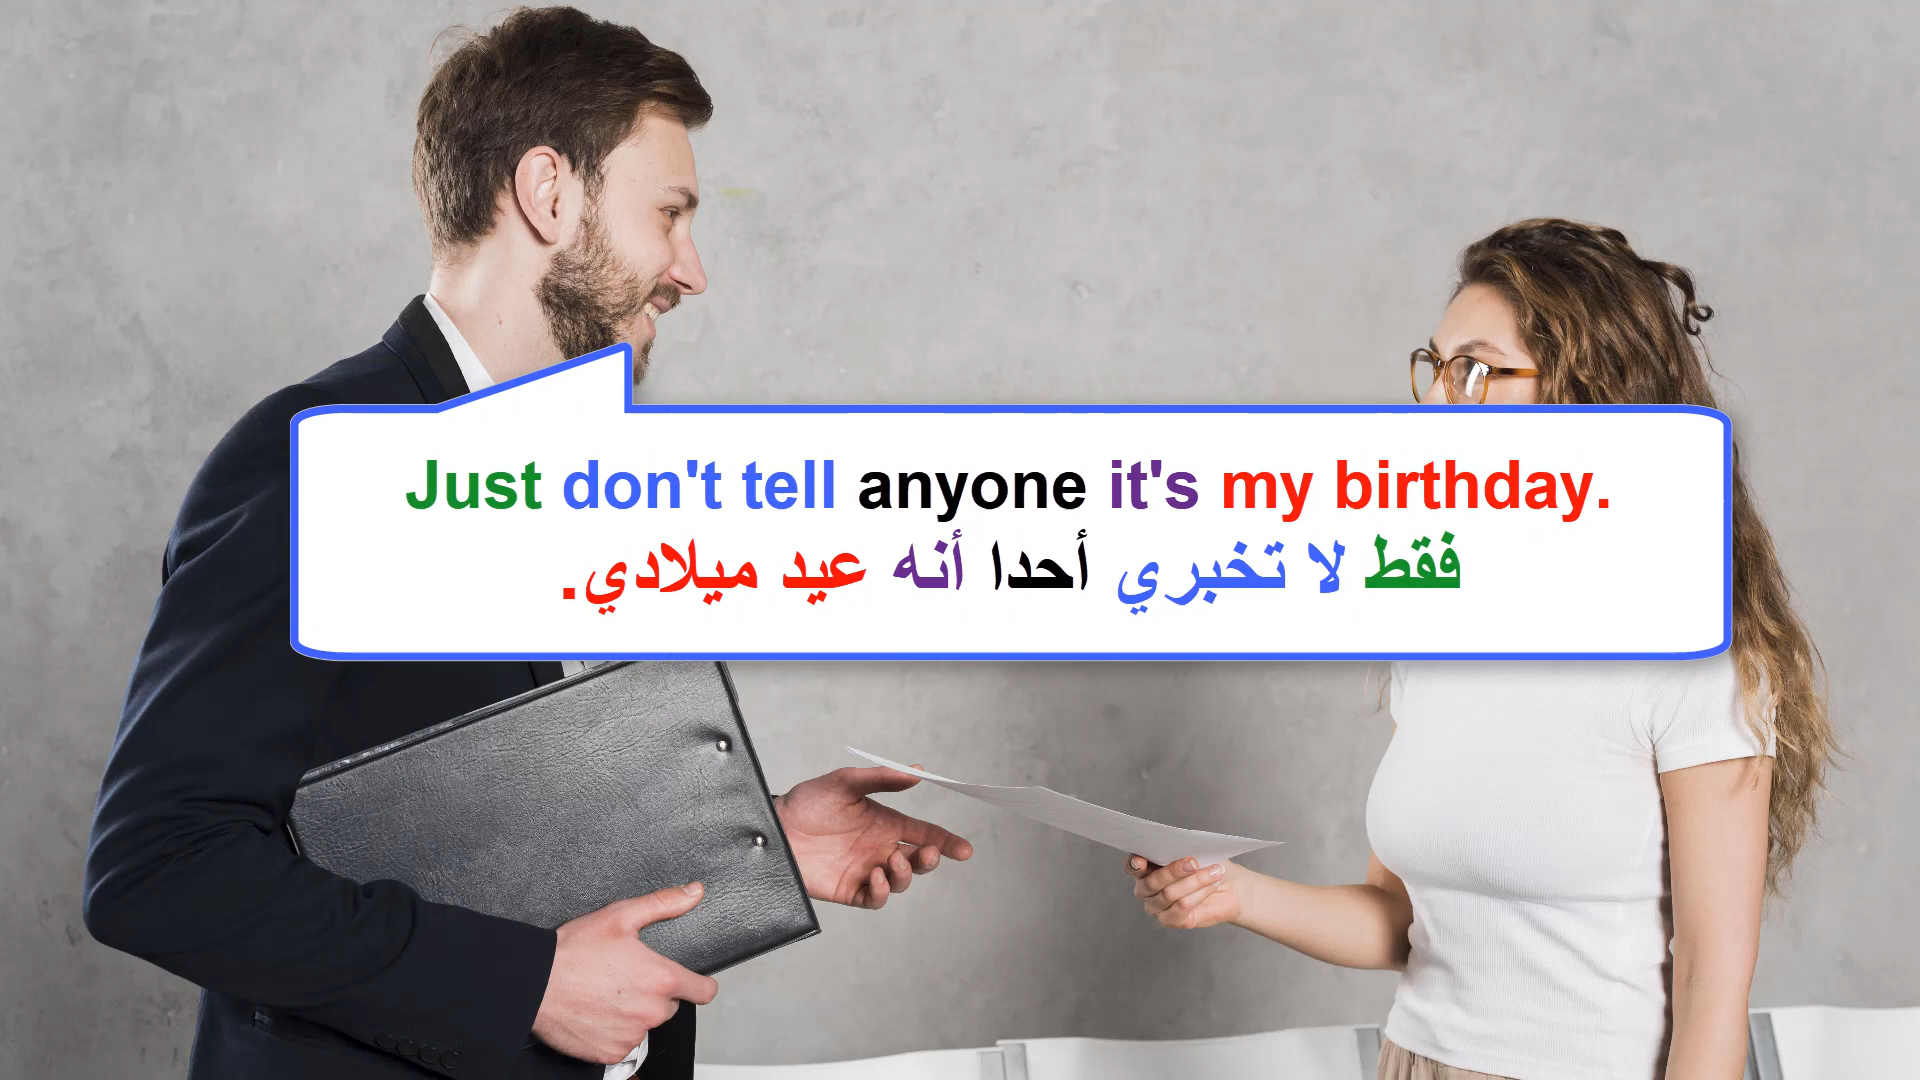 Just don't tell anyone it's my birthday.
فقط لا تخبري أحدا أنه عيد ميلادي.